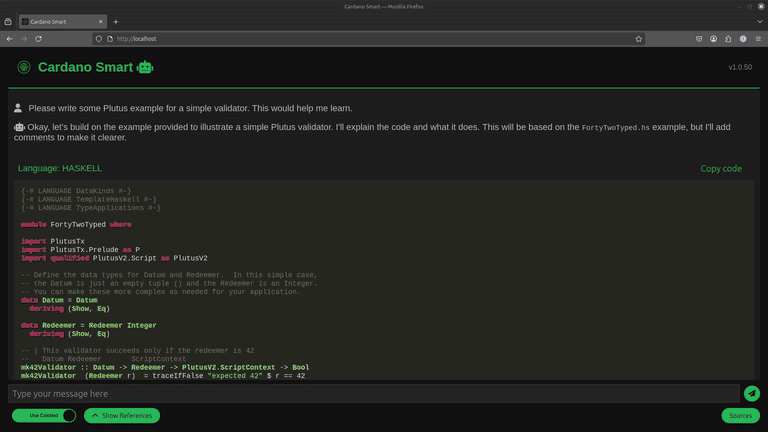 Cardano Smart — Mozilla Firefox
Cardano Smart
http://localhost
Cardano Smart
v1.0.50
Please write some Plutus example for a simple validator. This would help me learn.
Okay, let's build on the example provided to illustrate a simple Plutus validator. I'll explain the code and what it does. This will be based on the FortyTwoTyped.hs example, but I'll add
comments to make it clearer.
Language: HASKELL
Copy code
{-# LANGUAGE DataKinds #-}
{-# LANGUAGE TemplateHaskell #-}
{-# LANGUAGE TypeApplications #-}
module FortyTwoTyped where
import PlutusTx
import PlutusTx.Prelude as P
import qualified PlutusV2.Script as PlutusV2
-- Define the data types for Datum and Redeemer.  In this simple case,
-- the Datum is just an empty tuple () and the Redeemer is an Integer.
-- You can make these more complex as needed for your application.
data Datum = Datum
  deriving (Show, Eq)
data Redeemer = Redeemer Integer
  deriving (Show, Eq)
-- | This validator succeeds only if the redeemer is 42
--   Datum Redeemer       ScriptContext
mk42Validator :: Datum -> Redeemer -> PlutusV2.ScriptContext -> Bool
mk42Validator _ (Redeemer r) _ = traceIfFalse "expected 42" $ r == 42
Type your message here
Use Context
Show References
Sources